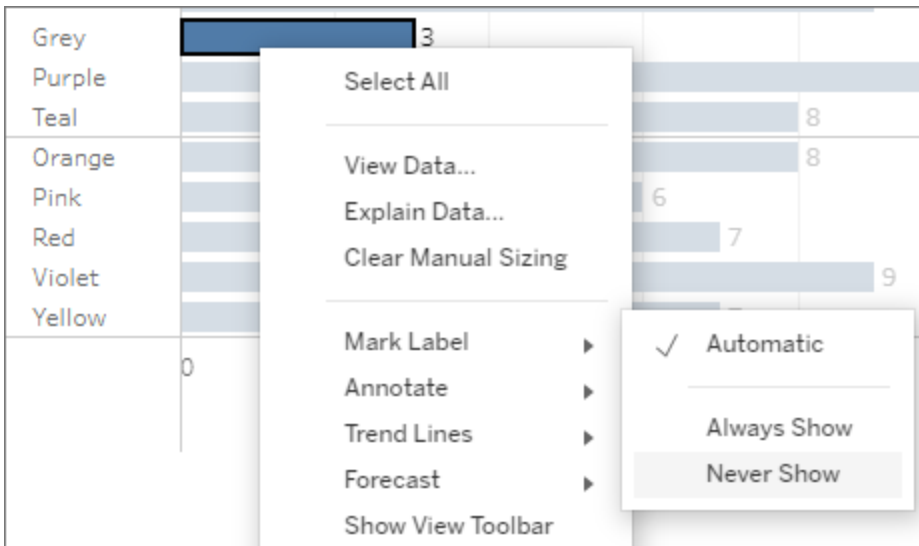 Grey 3
Purple
Teal 8
Orange 8
Pink 6
Red 7
Violet 9
Yellow
0
Select All
View Data...
Explain Data...
Clear Manual Sizing
Mark Label
Annotate
Trend Lines
Forecast
Show View Toolbar
Automatic
Always Show
Never Show